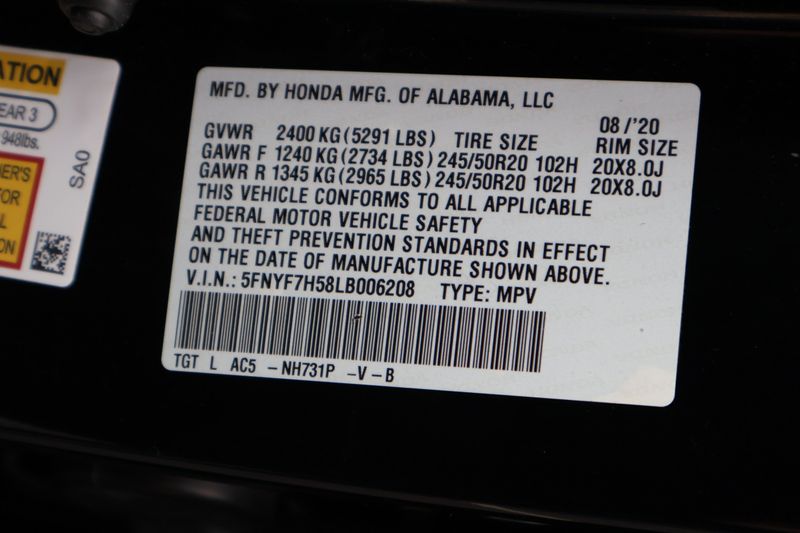 ATION
EAR 3
948lbs.
SA0
NER'S
TOR
L
ON
MFD. BY HONDA MFG. OF ALABAMA, LLC
08/'20
GVWR 2400 KG (5291 LBS) TIRE SIZE RIM SIZE
GAWR F 1240 KG (2734 LBS) 245/50R20 102H 20X8.0J
GAWR R 1345 KG (2965 LBS) 245/50R20 102H 20X8.0J
THIS VEHICLE CONFORMS TO ALL APPLICABLE
FEDERAL MOTOR VEHICLE SAFETY
AND THEFT PREVENTION STANDARDS IN EFFECT
ON THE DATE OF MANUFACTURE SHOWN ABOVE.
V.I.N.: 5FNYF7H58LB006208 TYPE: MPV
TGT L AC5 - NH731P - V - B